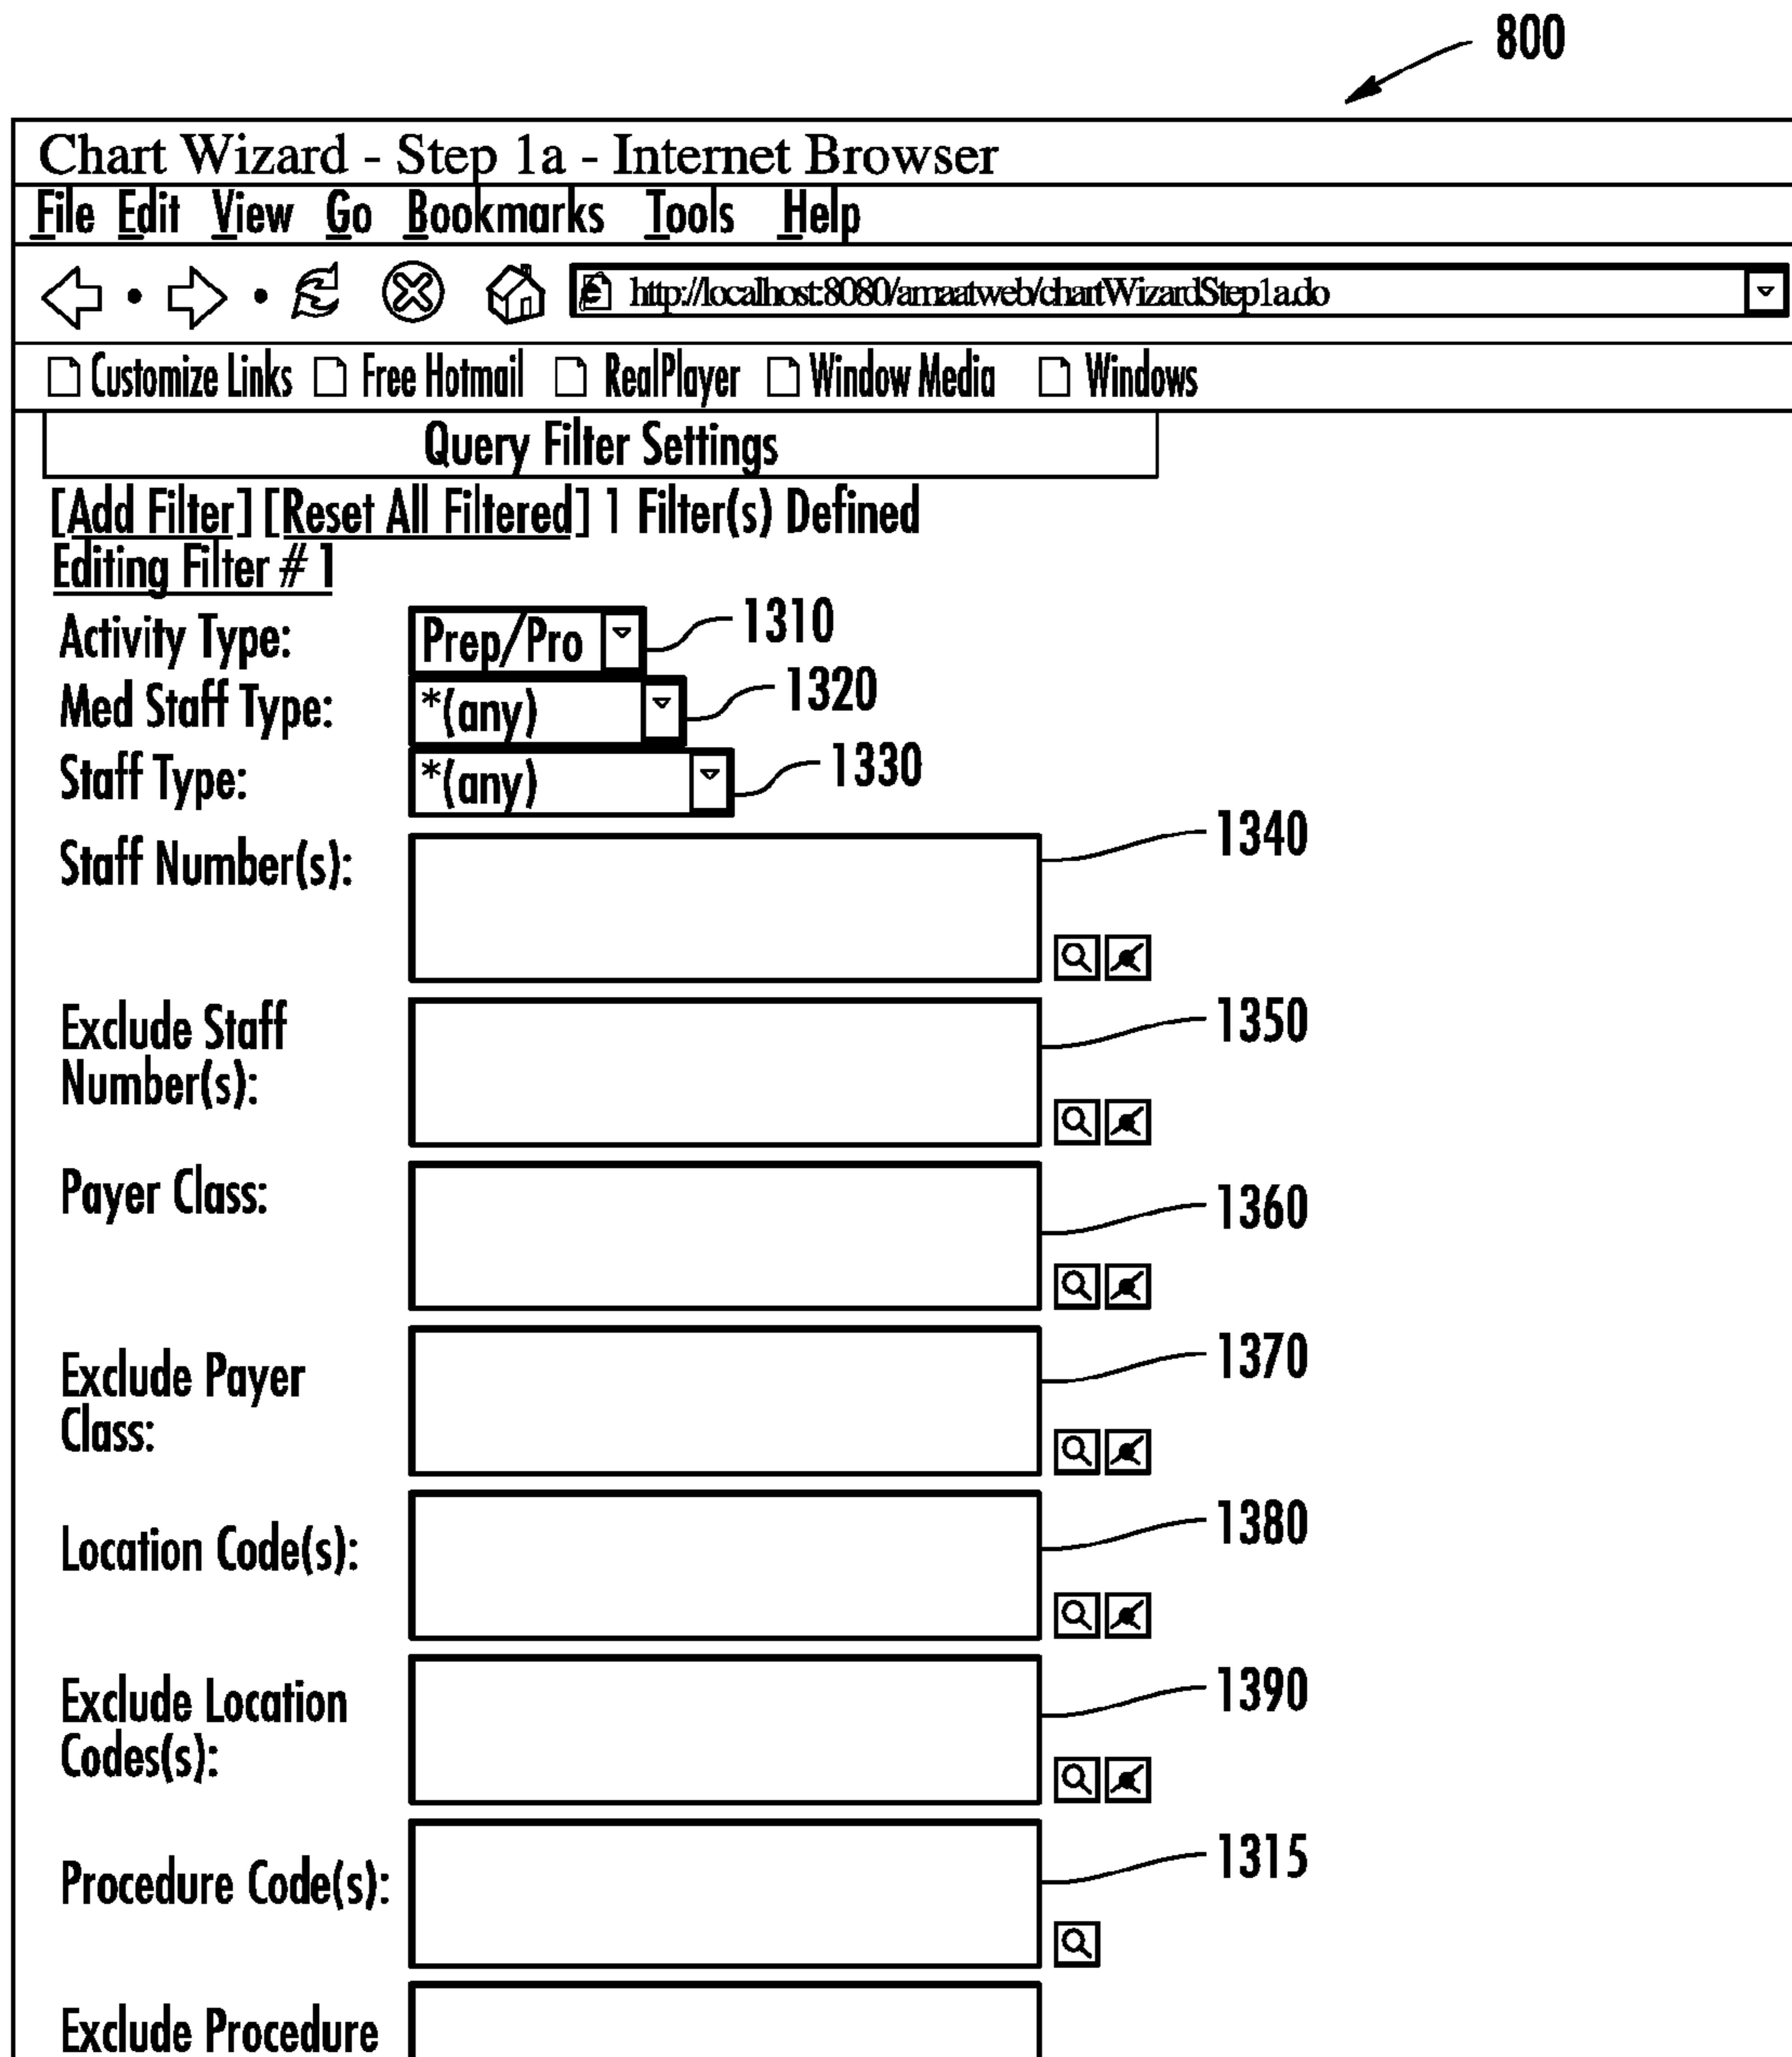 800
Chart Wizard - Step 1a - Internet Browser
File Edit View Go Bookmarks Tools Help
http://localhost:8080/amaatweb/chartWizardStep1a.do
Customize Links Free Hotmail RealPlayer Window Media Windows
Query Filter Settings
[Add Filter] [Reset All Filtered] 1 Filter(s) Defined
Editing Filter # 1
Activity Type: Prep/Pro 1310
Med Staff Type: *(any) 1320
Staff Type: *(any) 1330
Staff Number(s): 1340
Exclude Staff 1350
Number(s):
Payer Class: 1360
Exclude Payer 1370
Class:
Location Code(s): 1380
Exclude Location 1390
Codes(s):
Procedure Code(s): 1315
Exclude Procedure